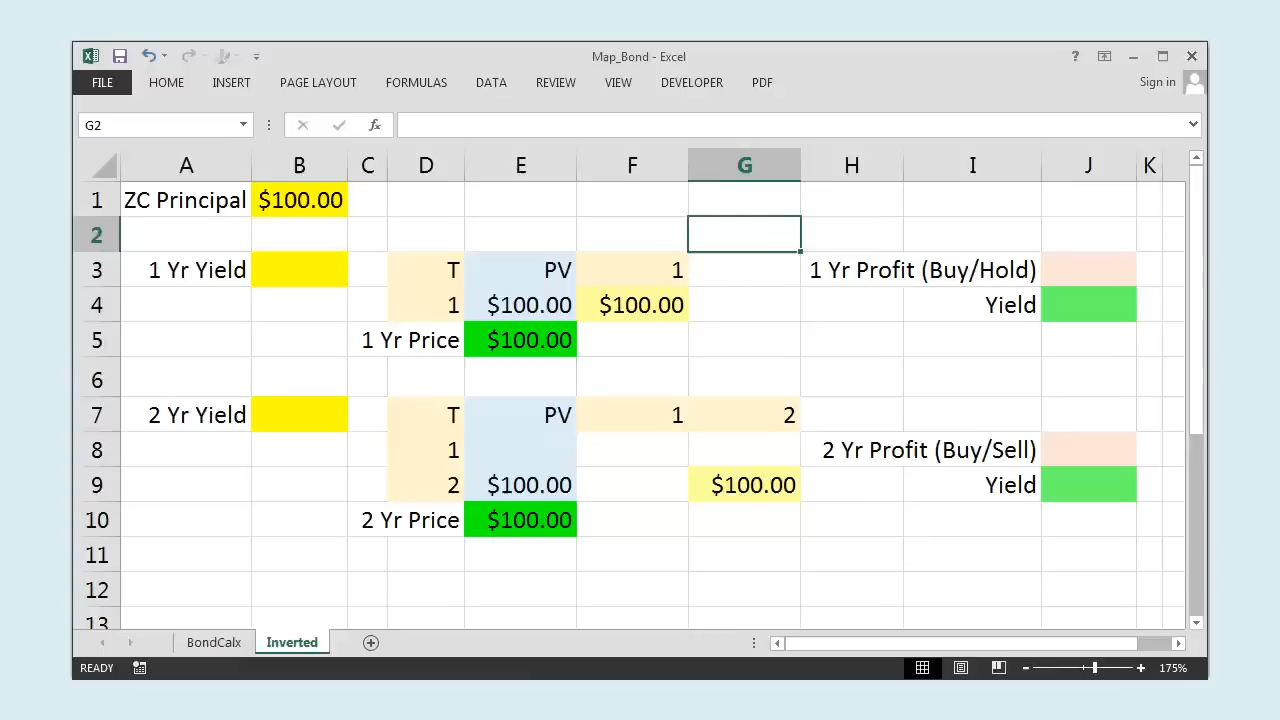 Map_Bond - Excel
?
FILE HOME INSERT PAGE LAYOUT FORMULAS DATA REVIEW VIEW DEVELOPER PDF Sign in
G2 fx
A B C D E F G H I J K
1 ZC Principal $100.00
2
3 1 Yr Yield T PV 1 1 Yr Profit (Buy/Hold)
4 1 $100.00 $100.00 Yield
5 1 Yr Price $100.00
6
7 2 Yr Yield T PV 1 2
8 1 2 Yr Profit (Buy/Sell)
9 2 $100.00 $100.00 Yield
10 2 Yr Price $100.00
11
12
13
BondCalx Inverted
READY 175%